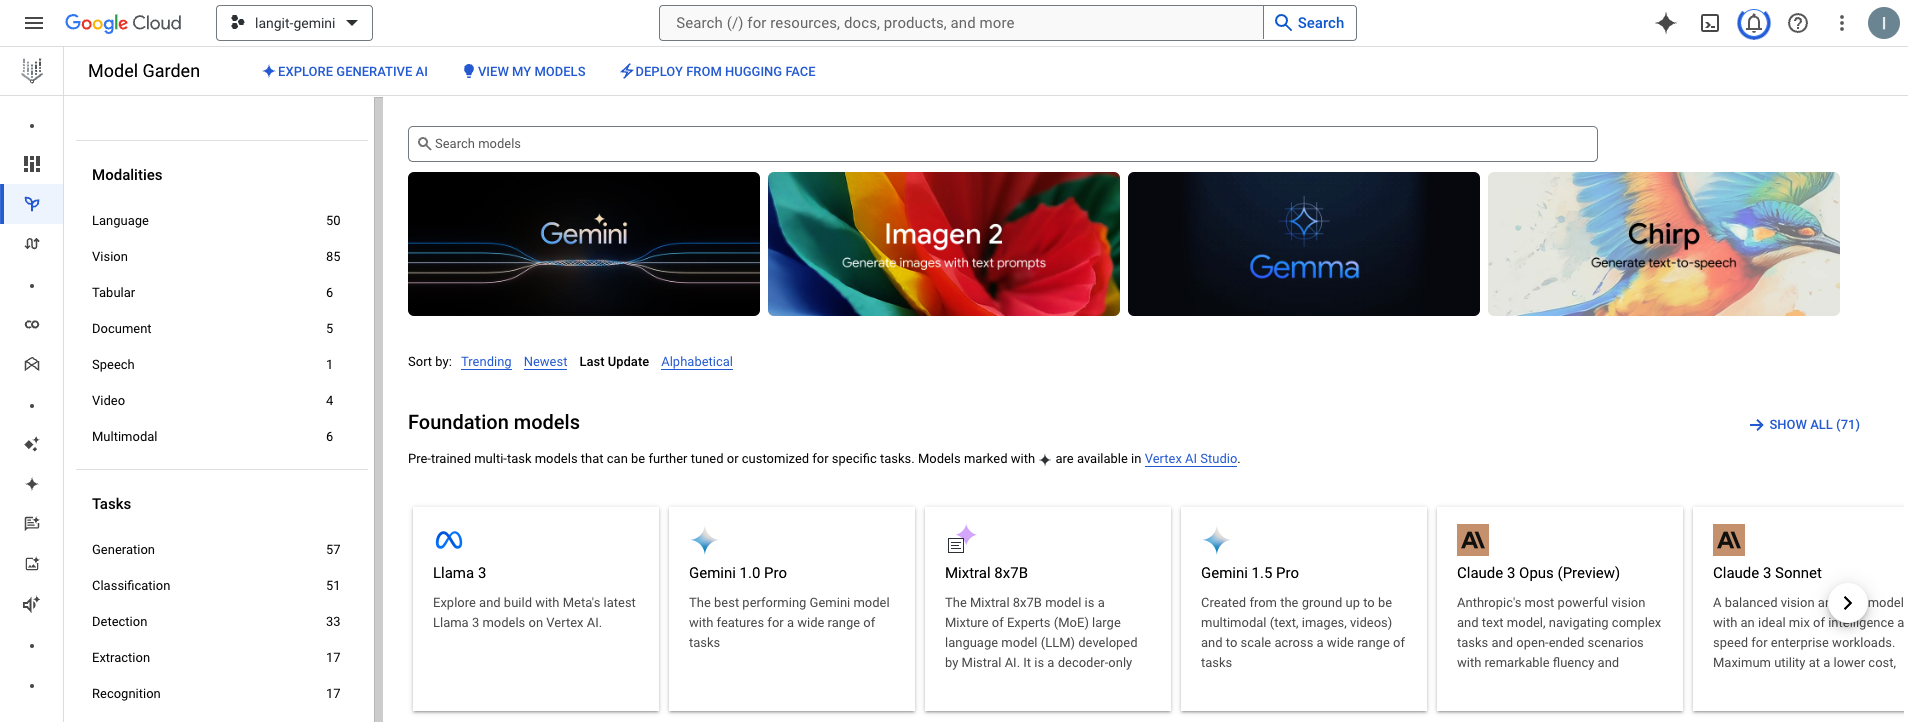 Google Cloud
langit-gemini
Search (/) for resources, docs, products, and more
Search
I
Model Garden
EXPLORE GENERATIVE AI
VIEW MY MODELS
DEPLOY FROM HUGGING FACE
Modalities
Language 50
Vision 85
Tabular 6
Document 5
Speech 1
Video 4
Multimodal 6
Tasks
Generation 57
Classification 51
Detection 33
Extraction 17
Recognition 17
Search models
Gemini
Imagen 2
Generate images with text prompts
Gemma
Chirp
Generate text-to-speech
Sort by: Trending Newest Last Update Alphabetical
Foundation models
SHOW ALL (71)
Pre-trained multi-task models that can be further tuned or customized for specific tasks. Models marked with are available in Vertex AI Studio.
Llama 3
Explore and build with Meta's latest
Llama 3 models on Vertex AI.
Gemini 1.0 Pro
The best performing Gemini model
with features for a wide range of
tasks
Mixtral 8x7B
The Mixtral 8x7B model is a
Mixture of Experts (MoE) large
language model (LLM) developed
by Mistral AI. It is a decoder-only
Gemini 1.5 Pro
Created from the ground up to be
multimodal (text, images, videos)
and to scale across a wide range of
tasks
Claude 3 Opus (Preview)
Anthropic's most powerful vision
and text model, navigating complex
tasks and open-ended scenarios
with remarkable fluency and
Claude 3 Sonnet
A balanced vision model
with an ideal mix of intelligence a
speed for enterprise workloads.
Maximum utility at a lower cost,